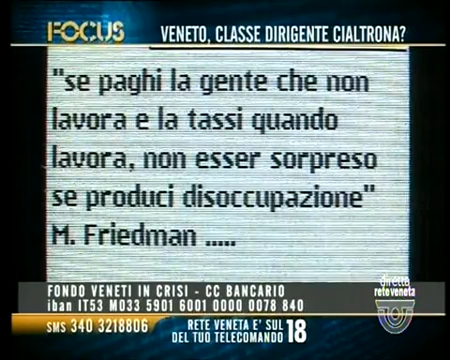 FOCUS
VENETO, CLASSE DIRIGENTE CIALTRONA?
"se paghi la gente che non
lavora e la tassi quando
lavora, non esser sorpreso
se produci disoccupazione"
M. Friedman .....
FONDO VENETI IN CRISI - CC BANCARIO
iban IT53 M033 5901 6001 0000 0078 840
diretta
reteveneta
SMS 340 3218806
RETE VENETA E' SUL
DEL TUO TELECOMANDO 18